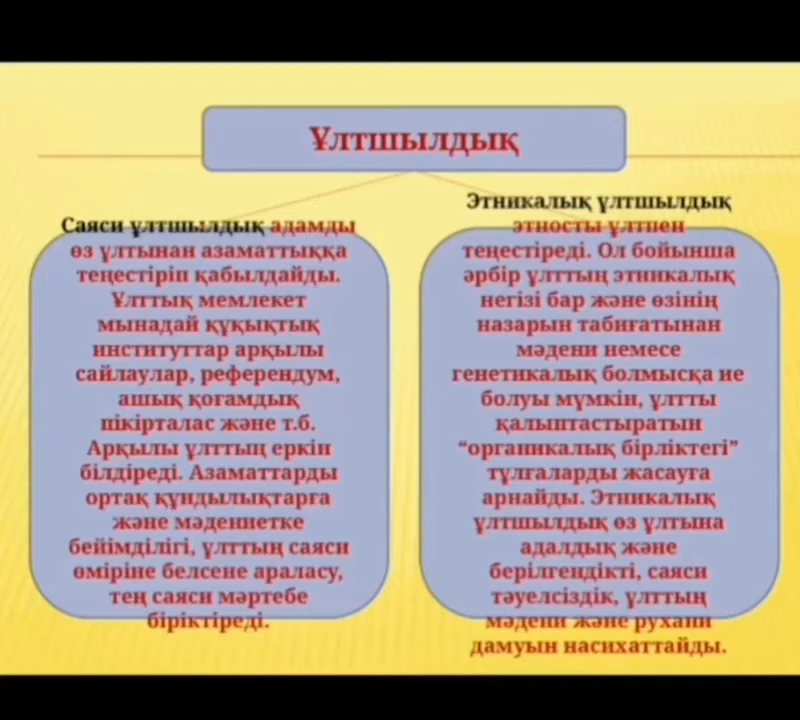 Ұлтшылдық
Саяси ұлтшылдық адамды
өз ұлтынан азаматтыққа
теңестіріп қабылдайды.
Ұлттық мемлекет
мынадай құқықтық
институттар арқылы
сайлаулар, референдум,
ашық қоғамдық
пікірталас және т.б.
Арқылы ұлттың еркін
білдіреді. Азаматтарды
ортақ құндылықтарға
және мәдениетке
бейімділігі, ұлттың саяси
өміріне белсене араласу,
тең саяси мәртебе
біріктіреді.
Этникалық ұлтшылдық
этносты ұлтпен
теңестіреді. Ол бойынша
әрбір ұлттың этникалық
негізі бар және өзінің
назарын табиғатынан
мәдени немесе
генетикалық болмысқа ие
болуы мүмкін, ұлтты
қалыптастыратын
“органикалық бірліктегі”
тұлғаларды жасауға
арнайды. Этникалық
ұлтшылдық өз ұлтына
адалдық және
берілгендікті, саяси
тәуелсіздік, ұлттың
мәдени және рухани
дамуын насихаттайды.